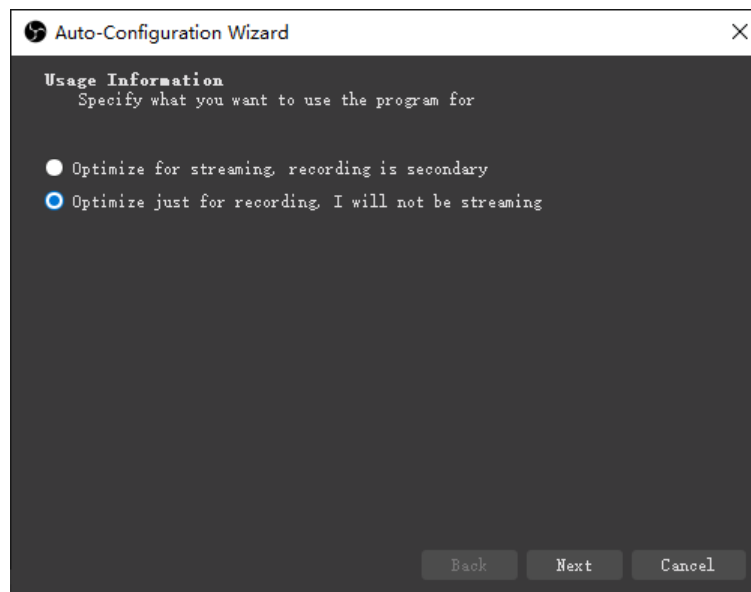 Auto-Configuration Wizard
Usage Information
Specify what you want to use the program for
Optimize for streaming, recording is secondary
Optimize just for recording, I will not be streaming
Back Next Cancel